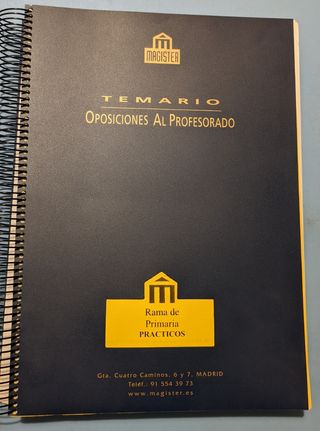 MAGISTER
TEMARIO
OPOSICIONES AL PROFESORADO
Rama de
Primaria
PRACTICOS
Gta. Cuatro Caminos, 6 y 7. MADRID
Teléf.: 91 554 39 73
www.magister.es